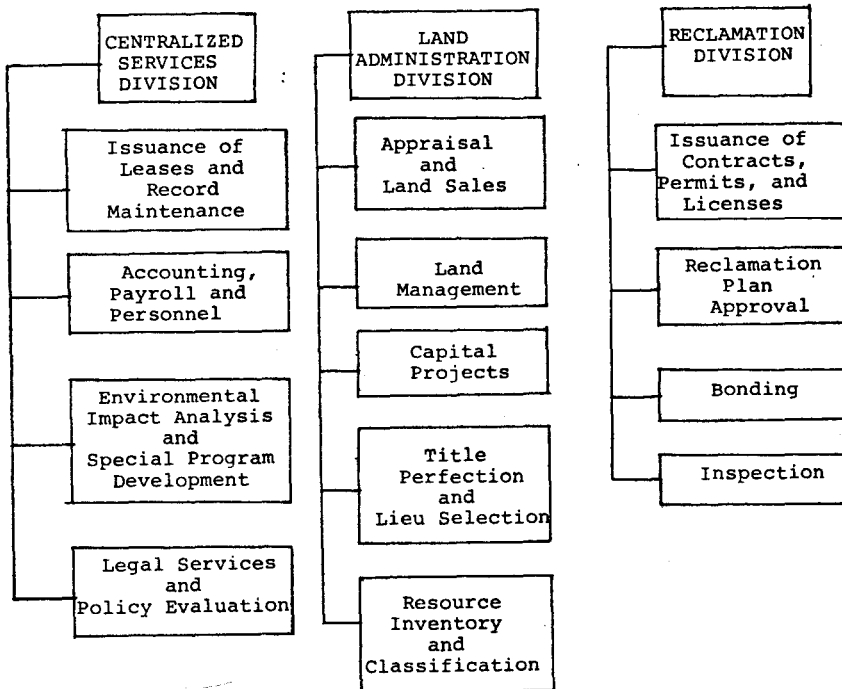 CENTRALIZED
SERVICES
DIVISION
Issuance of
Leases and
Record
Maintenance
Accounting,
Payroll and
Personnel
Environmental
Impact Analysis
and
Special Program
Development
Legal Services
and
Policy Evaluation
LAND
ADMINISTRATION
DIVISION
Appraisal
and
Land Sales
Land
Management
Capital
Projects
Title
Perfection
and
Lieu Selection
Resource
Inventory
and
Classification
RECLAMATION
DIVISION
Issuance of
Contracts,
Permits, and
Licenses
Reclamation
Plan
Approval
Bonding
Inspection